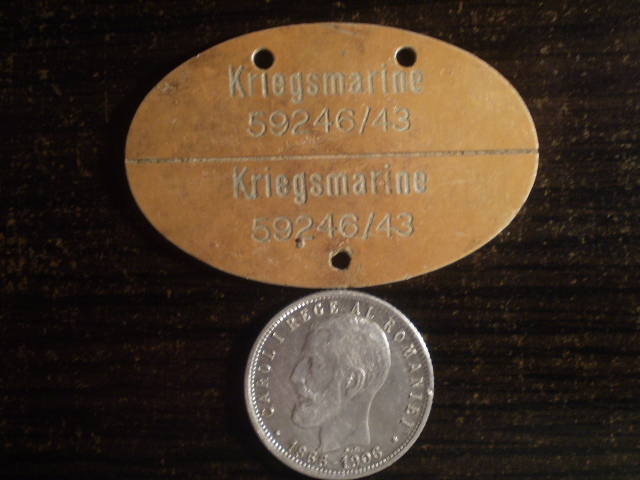 Kriegsmarine
59246/43
Kriegsmarine
59246/43
CAROL I REGE AL ROMANIEI
1866-1906